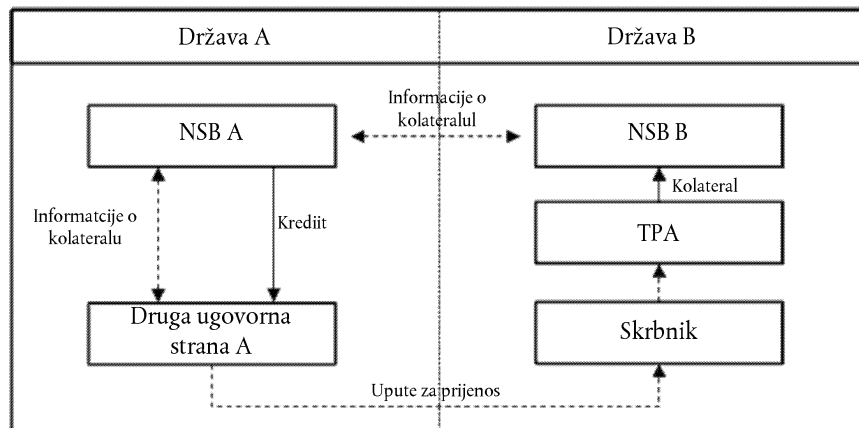 Država A
Država B
Informacije o
kolateralul
NSB A
NSB B
Kolateral
Informatcije o
kolateralu
Krediit
TPA
Druga ugovorna
strana A
Skrbnik
Upute za prijenos